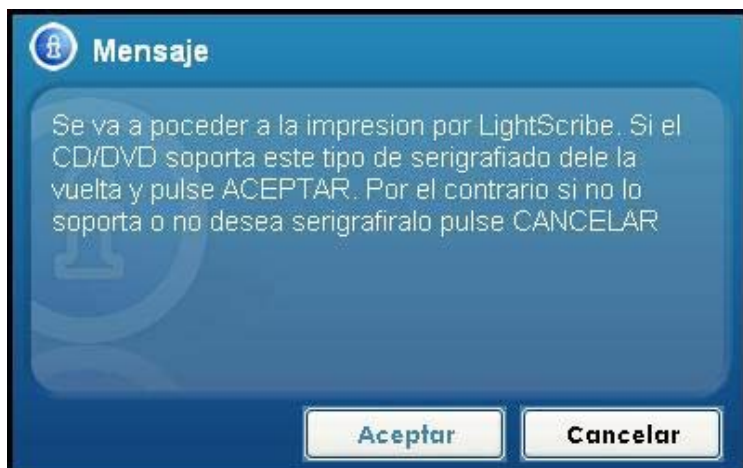 Mensaje
Se va a poceder a la impresion por LightScribe. Si el
CD/DVD soporta este tipo de serigrafiado dele la
vuelta y pulse ACEPTAR. Por el contrario si no lo
soporta o no desea serigrafiralo pulse CANCELAR
Aceptar
Cancelar